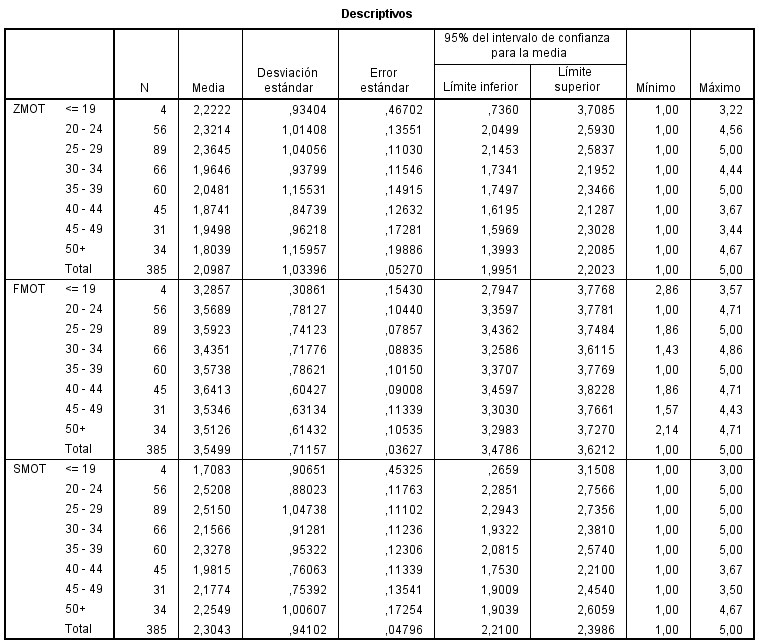 Descriptivos
95% del intervalo de confianza para la media
N Media Desviación estándar Error estándar Límite inferior Límite superior Mínimo Máximo
ZMOT <= 19 4 2,2222 ,93404 ,46702 ,7360 3,7085 1,00 3,22
20 - 24 56 2,3214 1,01408 ,13551 2,0499 2,5930 1,00 4,56
25 - 29 89 2,3645 1,04056 ,11030 2,1453 2,5837 1,00 5,00
30 - 34 66 1,9646 ,93799 ,11546 1,7341 2,1952 1,00 4,44
35 - 39 60 2,0481 1,15531 ,14915 1,7497 2,3466 1,00 5,00
40 - 44 45 1,8741 ,84739 ,12632 1,6195 2,1287 1,00 3,67
45 - 49 31 1,9498 ,96218 ,17281 1,5969 2,3028 1,00 3,44
50+ 34 1,8039 1,15957 ,19886 1,3993 2,2085 1,00 4,67
Total 385 2,0987 1,03396 ,05270 1,9951 2,2023 1,00 5,00
FMOT <= 19 4 3,2857 ,30861 ,15430 2,7947 3,7768 2,86 3,57
20 - 24 56 3,5689 ,78127 ,10440 3,3597 3,7781 1,00 4,71
25 - 29 89 3,5923 ,74123 ,07857 3,4362 3,7484 1,86 5,00
30 - 34 66 3,4351 ,71776 ,08835 3,2586 3,6115 1,43 4,86
35 - 39 60 3,5738 ,78621 ,10150 3,3707 3,7769 1,00 5,00
40 - 44 45 3,6413 ,60427 ,09008 3,4597 3,8228 1,86 4,71
45 - 49 31 3,5346 ,63134 ,11339 3,3030 3,7661 1,57 4,43
50+ 34 3,5126 ,61432 ,10535 3,2983 3,7270 2,14 4,71
Total 385 3,5499 ,71157 ,03627 3,4786 3,6212 1,00 5,00
SMOT <= 19 4 1,7083 ,90651 ,45325 ,2659 3,1508 1,00 3,00
20 - 24 56 2,5208 ,88023 ,11763 2,2851 2,7566 1,00 5,00
25 - 29 89 2,5150 1,04738 ,11102 2,2943 2,7356 1,00 5,00
30 - 34 66 2,1566 ,91281 ,11236 1,9322 2,3810 1,00 5,00
35 - 39 60 2,3278 ,95322 ,12306 2,0815 2,5740 1,00 5,00
40 - 44 45 1,9815 ,76063 ,11339 1,7530 2,2100 1,00 3,67
45 - 49 31 2,1774 ,75392 ,13541 1,9009 2,4540 1,00 3,50
50+ 34 2,2549 1,00607 ,17254 1,9039 2,6059 1,00 4,67
Total 385 2,3043 ,94102 ,04796 2,2100 2,3986 1,00 5,00